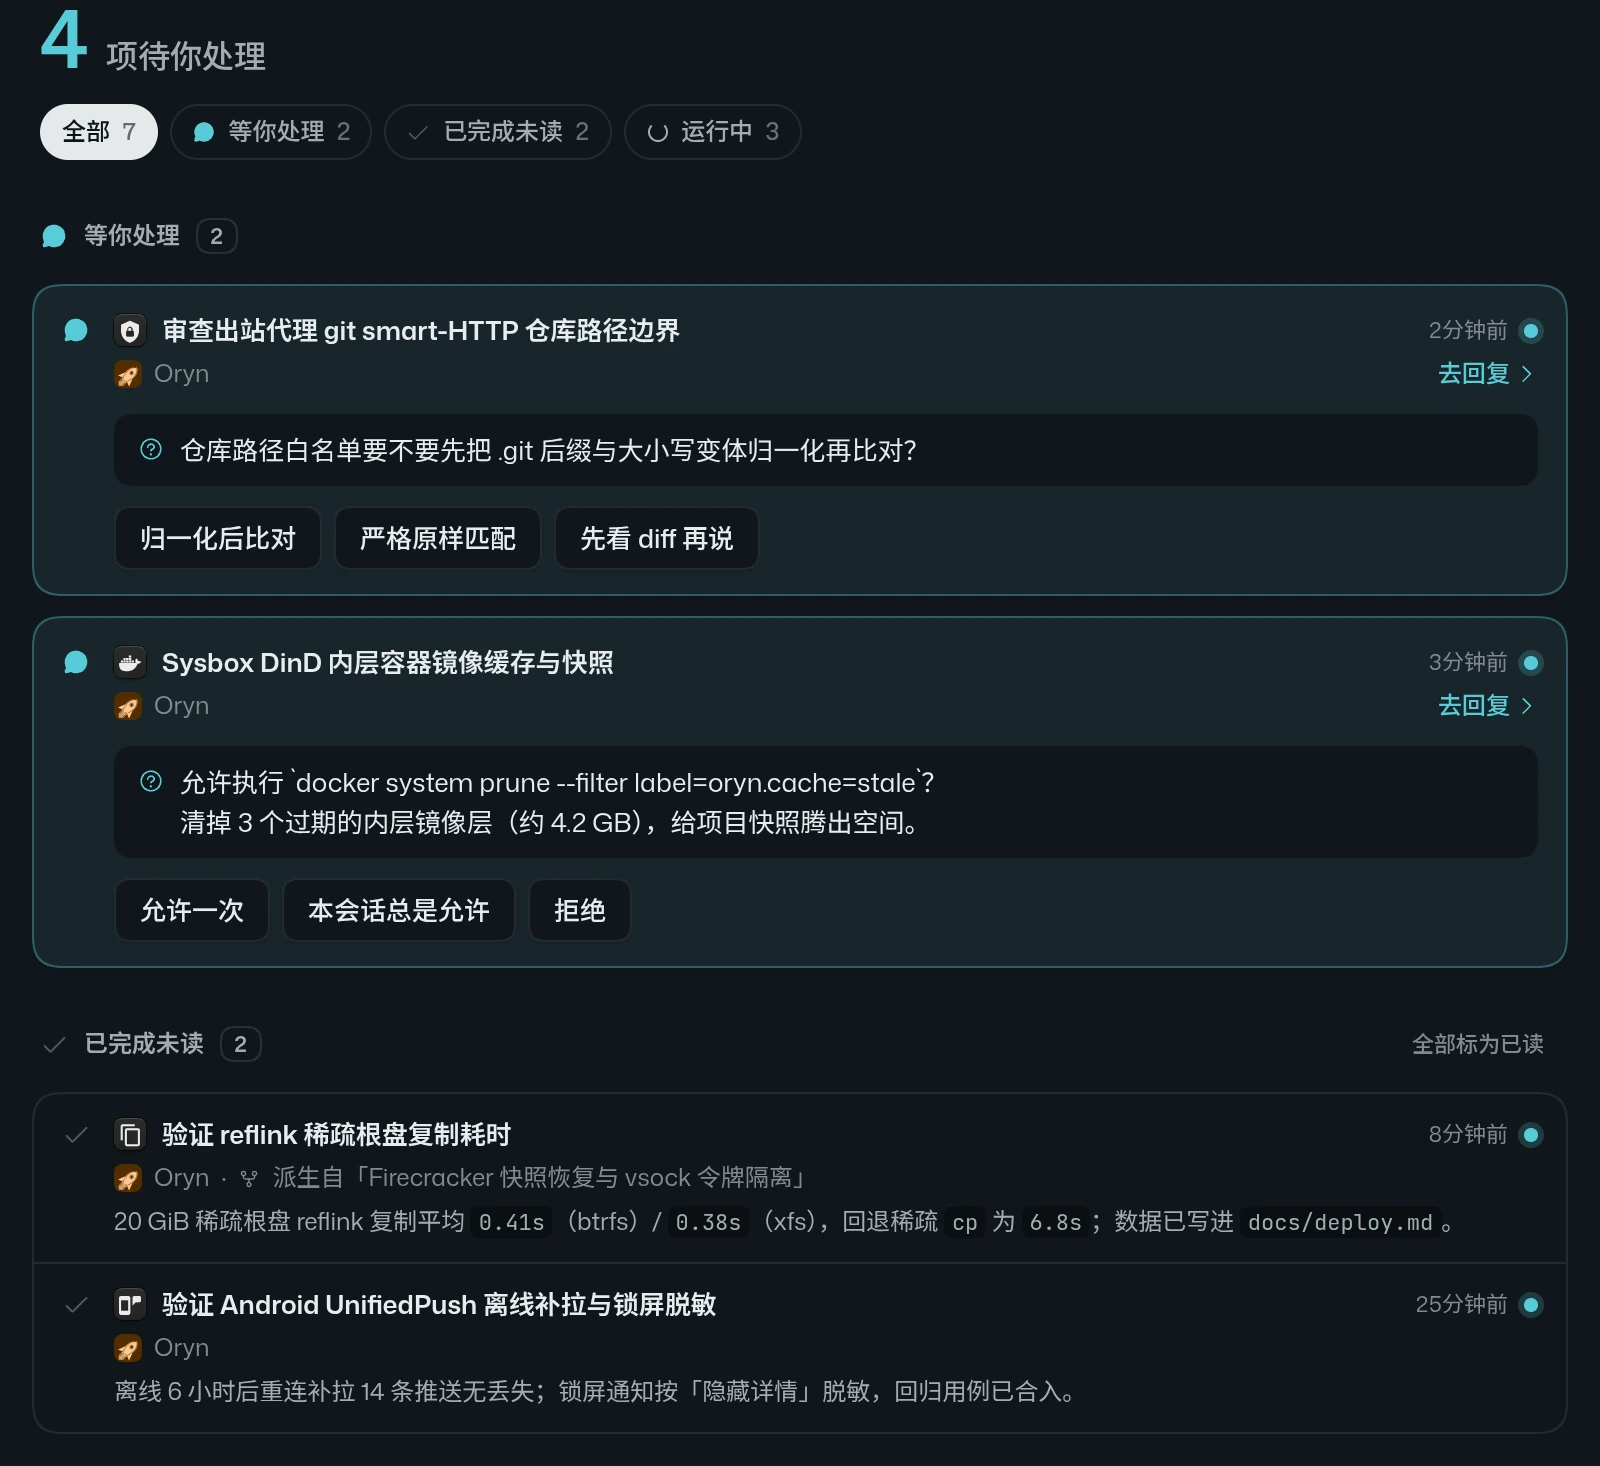 4 项待你处理
全部 7 等你处理 2 已完成未读 2 运行中 3
等你处理 2
审查出站代理 git smart-HTTP 仓库路径边界 2分钟前
Oryn 去回复
仓库路径白名单要不要先把 .git 后缀与大小写变体归一化再比对？
归一化后比对 严格原样匹配 先看 diff 再说
Sysbox DinD 内层容器镜像缓存与快照 3分钟前
Oryn 去回复
允许执行 `docker system prune --filter label=oryn.cache=stale`？
清掉 3 个过期的内层镜像层（约 4.2 GB），给项目快照腾出空间。
允许一次 本会话总是允许 拒绝
已完成未读 2 全部标为已读
验证 reflink 稀疏根盘复制耗时 8分钟前
Oryn · 派生自「Firecracker 快照恢复与 vsock 令牌隔离」
20 GiB 稀疏根盘 reflink 复制平均 0.41s （btrfs）/ 0.38s （xfs），回退稀疏 cp 为 6.8s；数据已写进 docs/deploy.md。
验证 Android UnifiedPush 离线补拉与锁屏脱敏 25分钟前
Oryn
离线 6 小时后重连补拉 14 条推送无丢失；锁屏通知按「隐藏详情」脱敏，回归用例已合入。